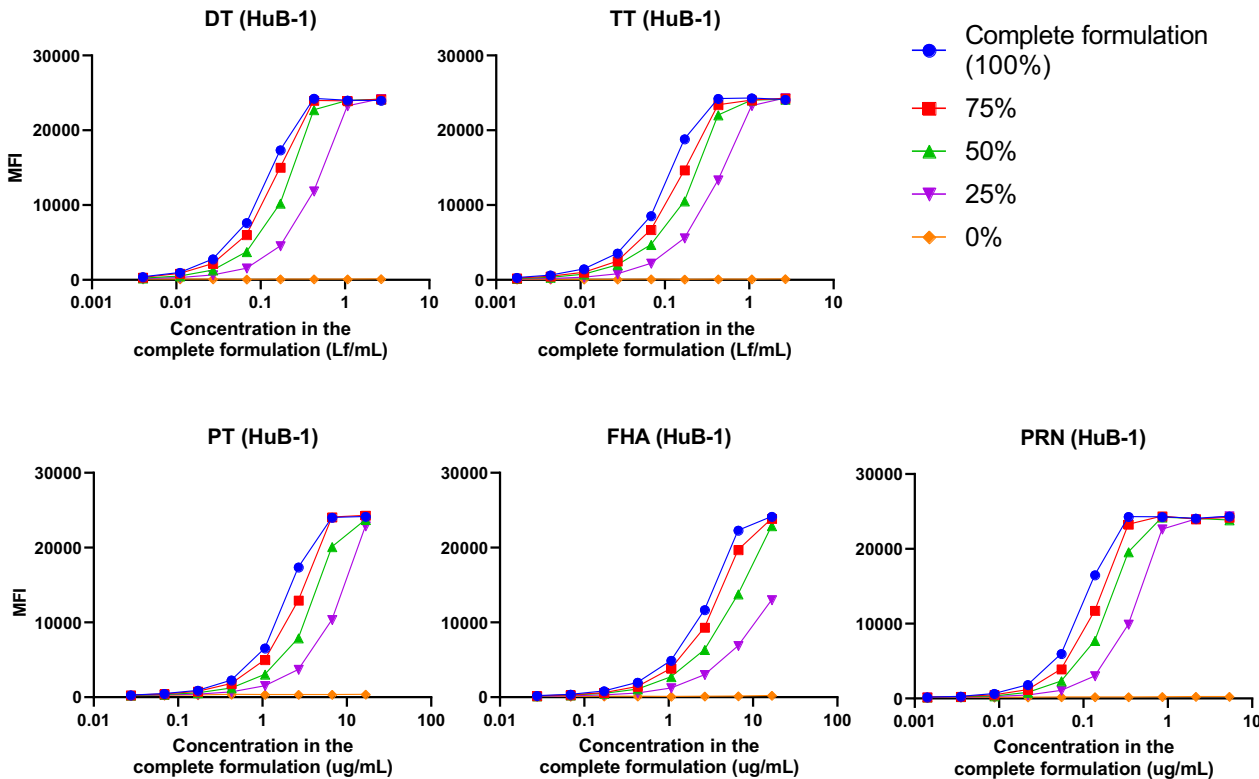 DT (HuB-1)
30000
20000
10000
0
MFI
0.001
0.01
0.1
1
10
Concentration in the
complete formulation (Lf/mL)
TT (HuB-1)
30000
20000
10000
0
0.001
0.01
0.1
1
10
Concentration in the
complete formulation (Lf/mL)
Complete formulation
(100%)
75%
50%
25%
0%
PT (HuB-1)
30000
20000
10000
0
MFI
0.01
0.1
1
10
100
Concentration in the
complete formulation (ug/mL)
FHA (HuB-1)
30000
20000
10000
0
0.01
0.1
1
10
100
Concentration in the
complete formulation (ug/mL)
PRN (HuB-1)
30000
20000
10000
0
0.001
0.01
0.1
1
10
Concentration in the
complete formulation (ug/mL)